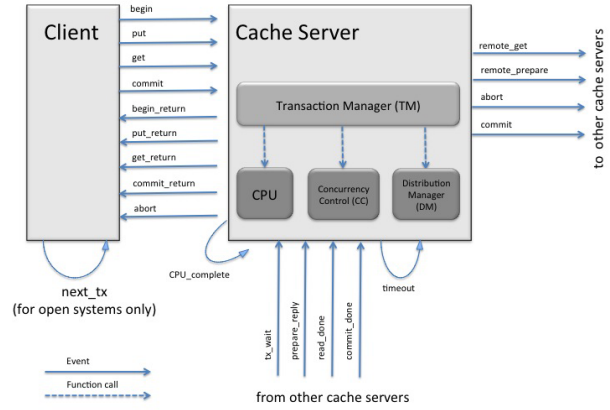 Client
begin
put
get
commit
begin_return
put_return
get_return
commit_return
abort
Cache Server
Transaction Manager (TM)
CPU
Concurrency
Control (CC)
Distribution
Manager
(DM)
remote_get
remote_prepare
abort
commit
to other cache servers
next_tx
(for open systems only)
CPU_complete
timeout
tx_wait
prepare_reply
read_done
commit_done
from other cache servers
Event
Function call